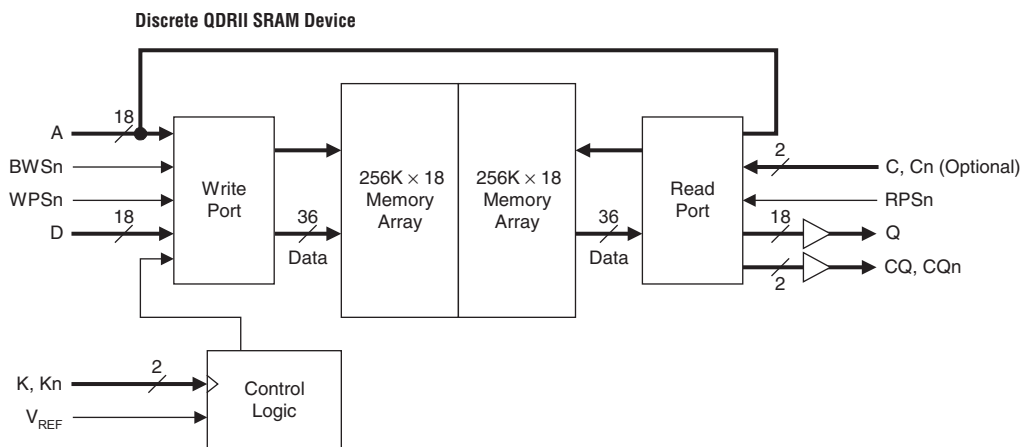 Discrete QDRII SRAM Device
A
18
BWSn
WPSn
D
18
Write
Port
36
Data
256K × 18
Memory
Array
256K × 18
Memory
Array
36
Data
Read
Port
2
C, Cn (Optional)
RPSn
18
Q
2
CQ, CQn
K, Kn
2
VREF
Control
Logic